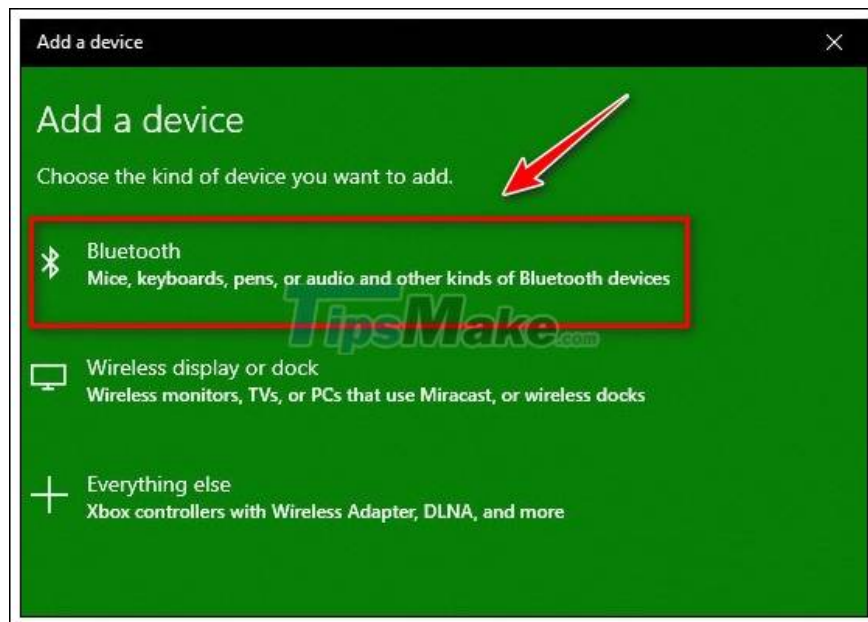 Add a device
Add a device
Choose the kind of device you want to add.
Bluetooth
Mice, keyboards, pens, or audio and other kinds of Bluetooth devices
TipsMake.com
Wireless display or dock
Wireless monitors, TVs, or PCs that use Miracast, or wireless docks
Everything else
Xbox controllers with Wireless Adapter, DLNA, and more